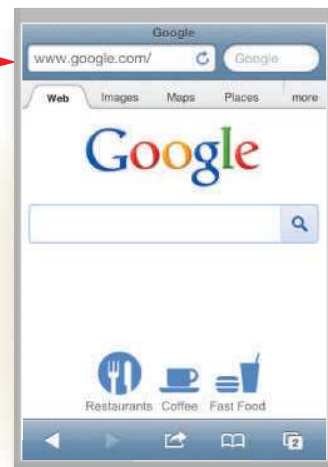 Google
www.google.com/ Google
Web Images Maps Places more
Google
Restaurants Coffee Fast Food
2